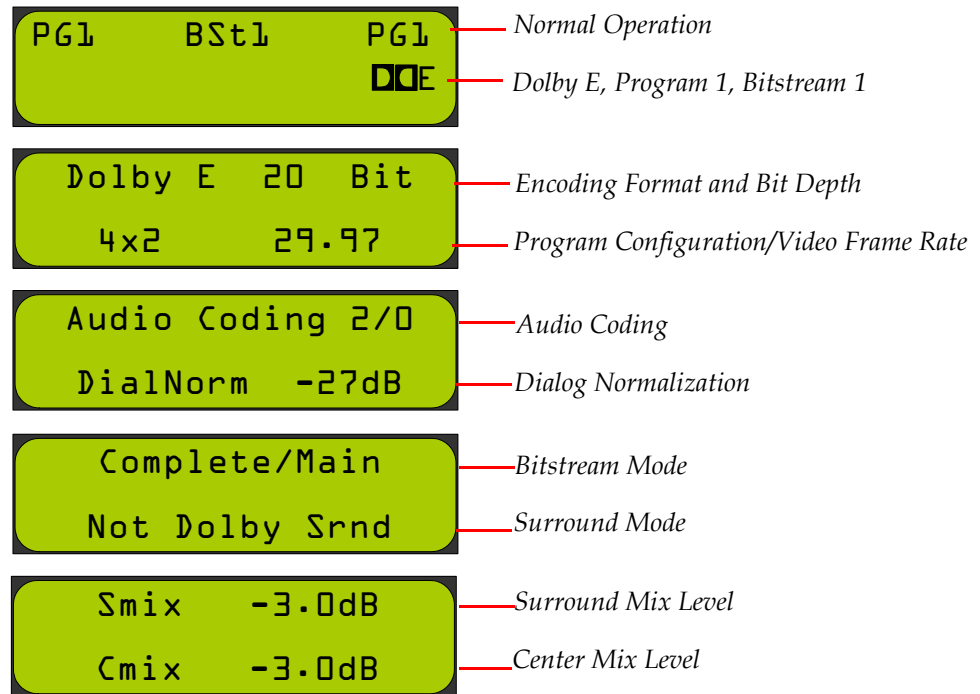 PG1 BSt1 PG1 Normal Operation
E Dolby E, Program 1, Bitstream 1
Dolby E 20 Bit Encoding Format and Bit Depth
4x2 29.97 Program Configuration/Video Frame Rate
Audio Coding 2/0 Audio Coding
DialNorm -27dB Dialog Normalization
Complete/Main Bitstream Mode
Not Dolby Srnd Surround Mode
Smix -3.0dB Surround Mix Level
Cmix -3.0dB Center Mix Level